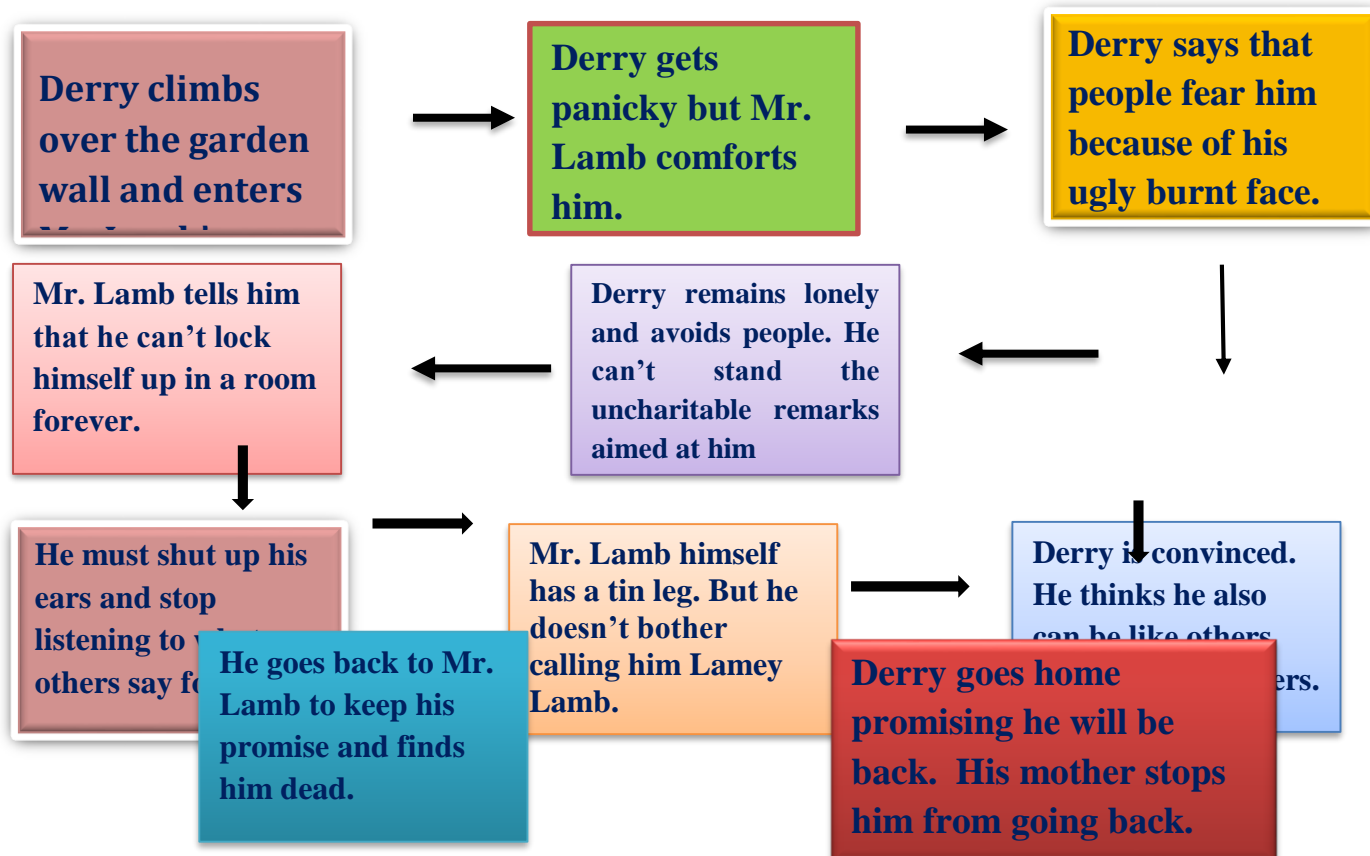 Derry climbs
over the garden
wall and enters
Derry gets
panicky but Mr.
Lamb comforts
him.
Derry says that
people fear him
because of his
ugly burnt face.
Derry remains lonely
and avoids people. He
can’t stand the
uncharitable remarks
aimed at him
Mr. Lamb tells him
that he can’t lock
himself up in a room
forever.
He must shut up his
ears and stop
listening to
others say
Mr. Lamb himself
has a tin leg. But he
doesn’t bother
calling him Lamey
Lamb.
Derry is convinced.
He thinks he also
can be like others
Derry goes home
promising he will be
back. His mother stops
him from going back.
He goes back to Mr.
Lamb to keep his
promise and finds
him dead.